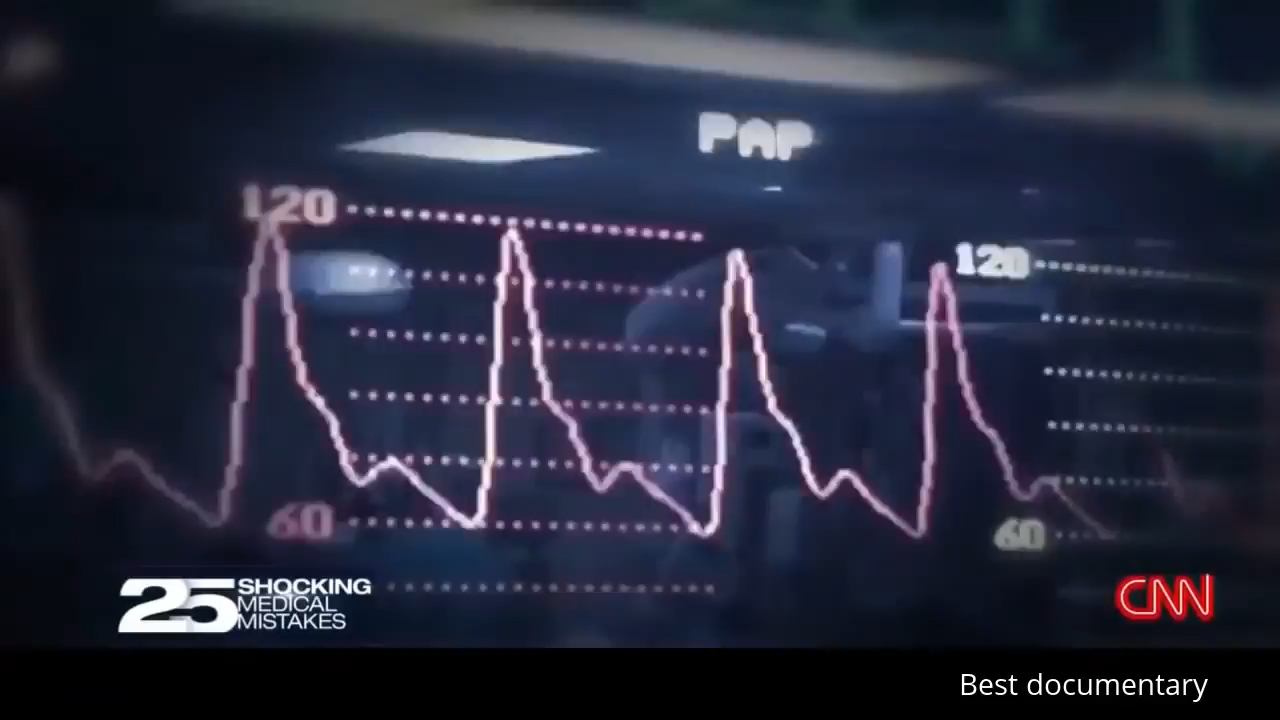 PAP
120
120
60
60
25 SHOCKING
MEDICAL
MISTAKES
CNN
Best documentary